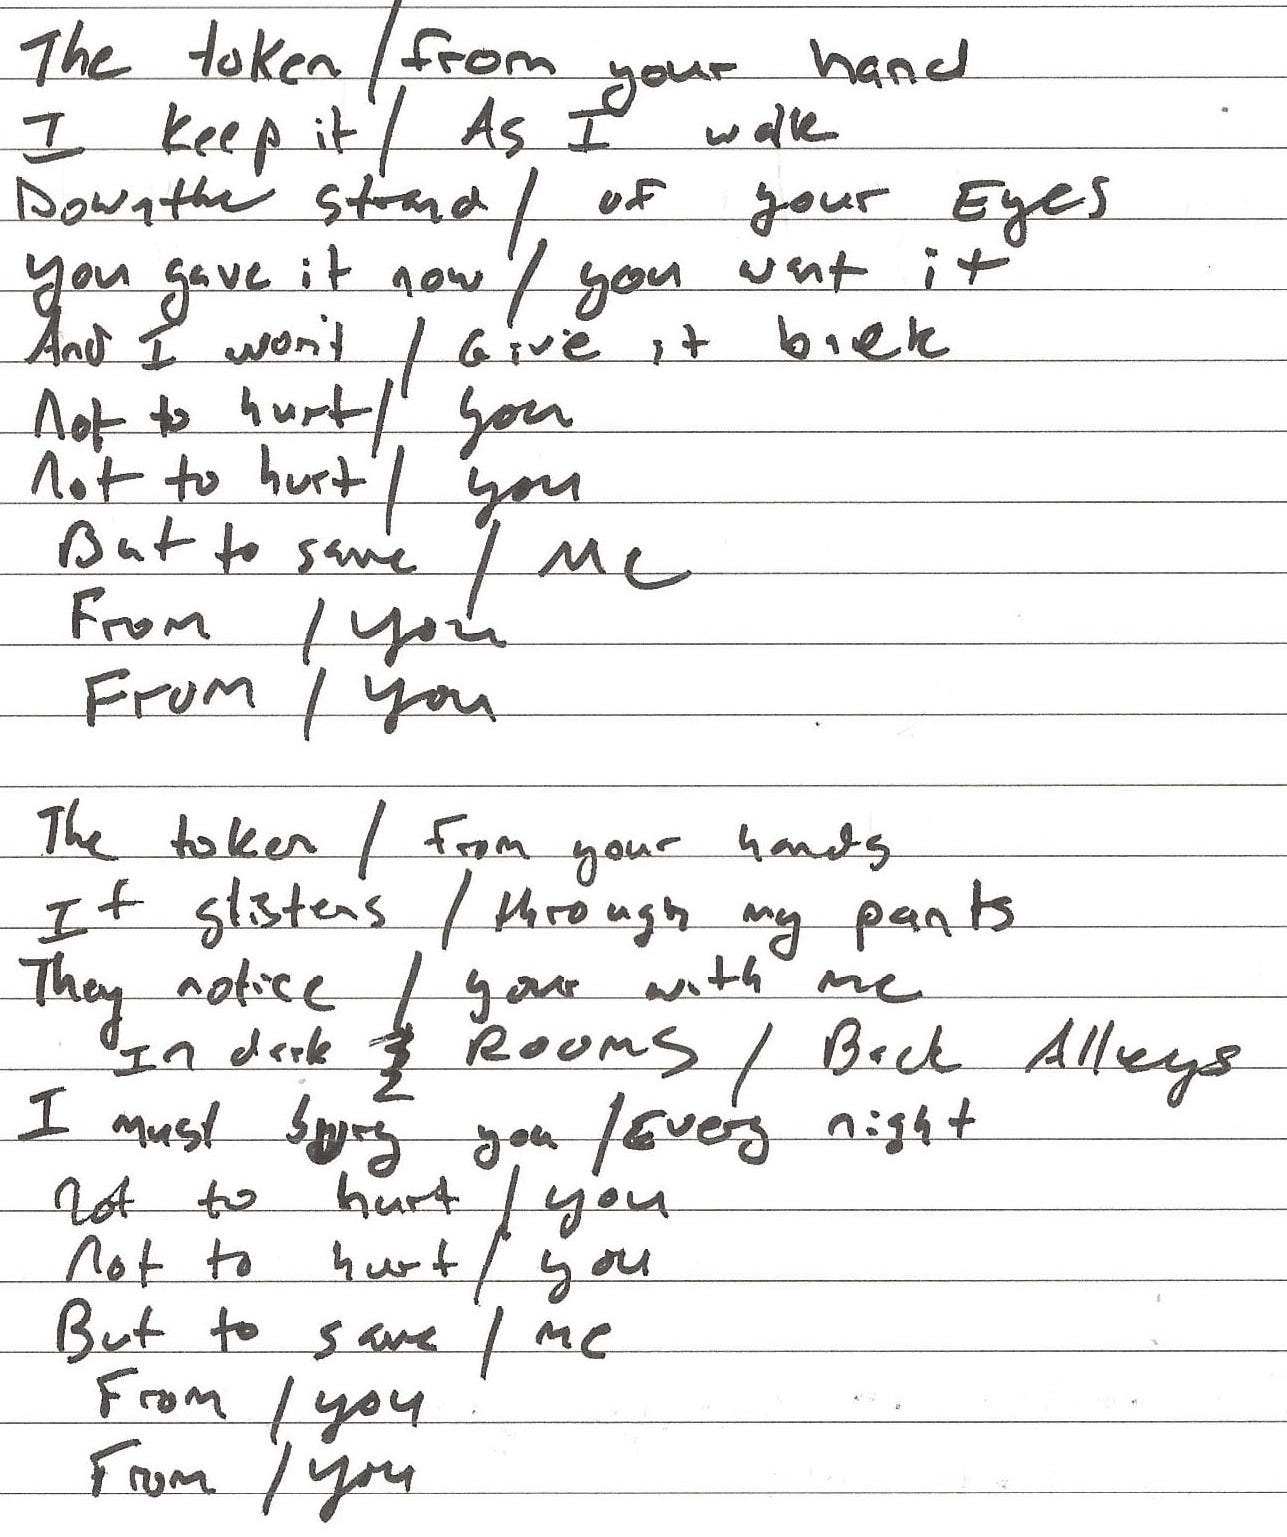 The token / from your hand
I keep it / As I walk
Down the strand / of your Eyes
you gave it now / you want it
And I won't / Give it back
Not to hurt / you
Not to hurt / you
But to save / Me
From / you
From / you
The token / From your hands
It glistens / through my pants
They notice / your with me
In dark Rooms / Back Alleys
I must bury you / Every night
Not to hurt / you
Not to hurt / you
But to save / me
From / you
From / you